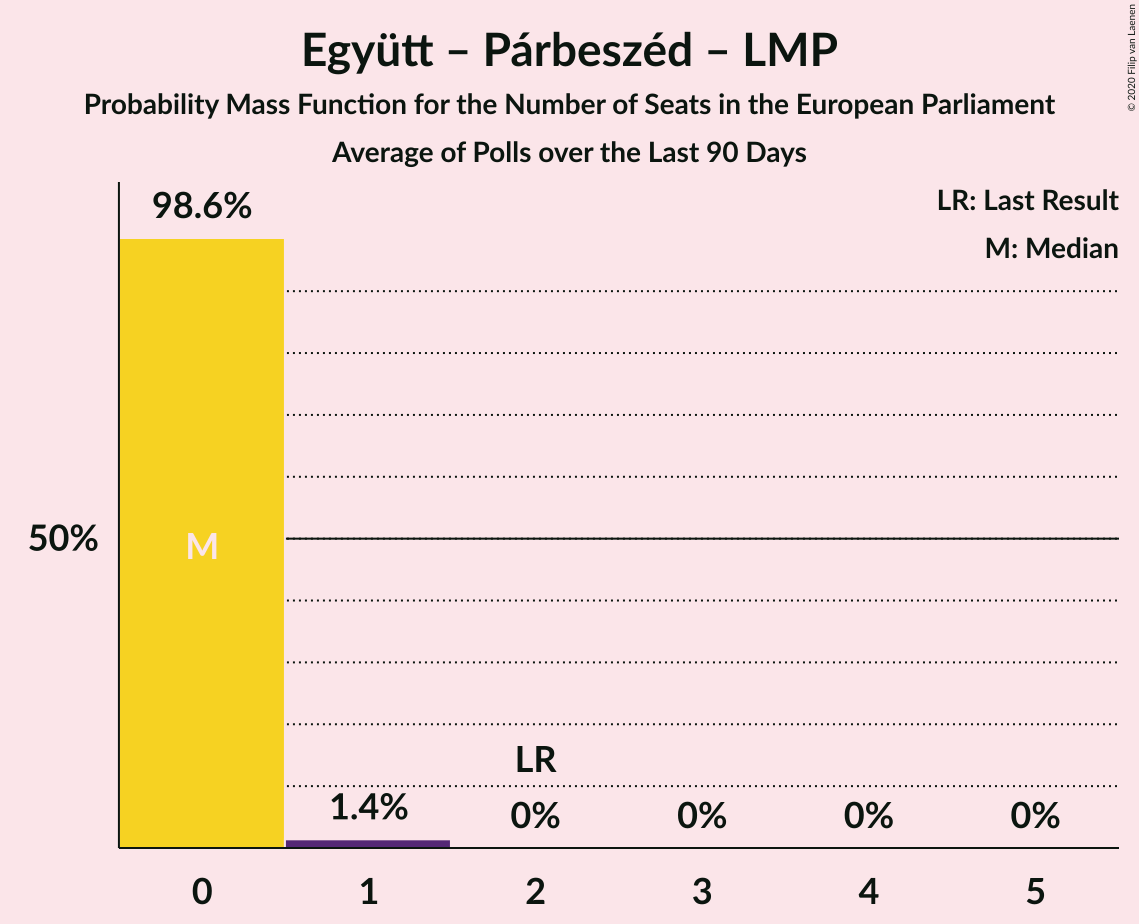 Együtt – Párbeszéd – LMP
Probability Mass Function for the Number of Seats in the European Parliament
Average of Polls over the Last 90 Days
© 2020 Filip van Laenen
LR: Last Result
M: Median
98.6%
50%
M
LR
1.4%
0%
0%
0%
0%
0
1
2
3
4
5